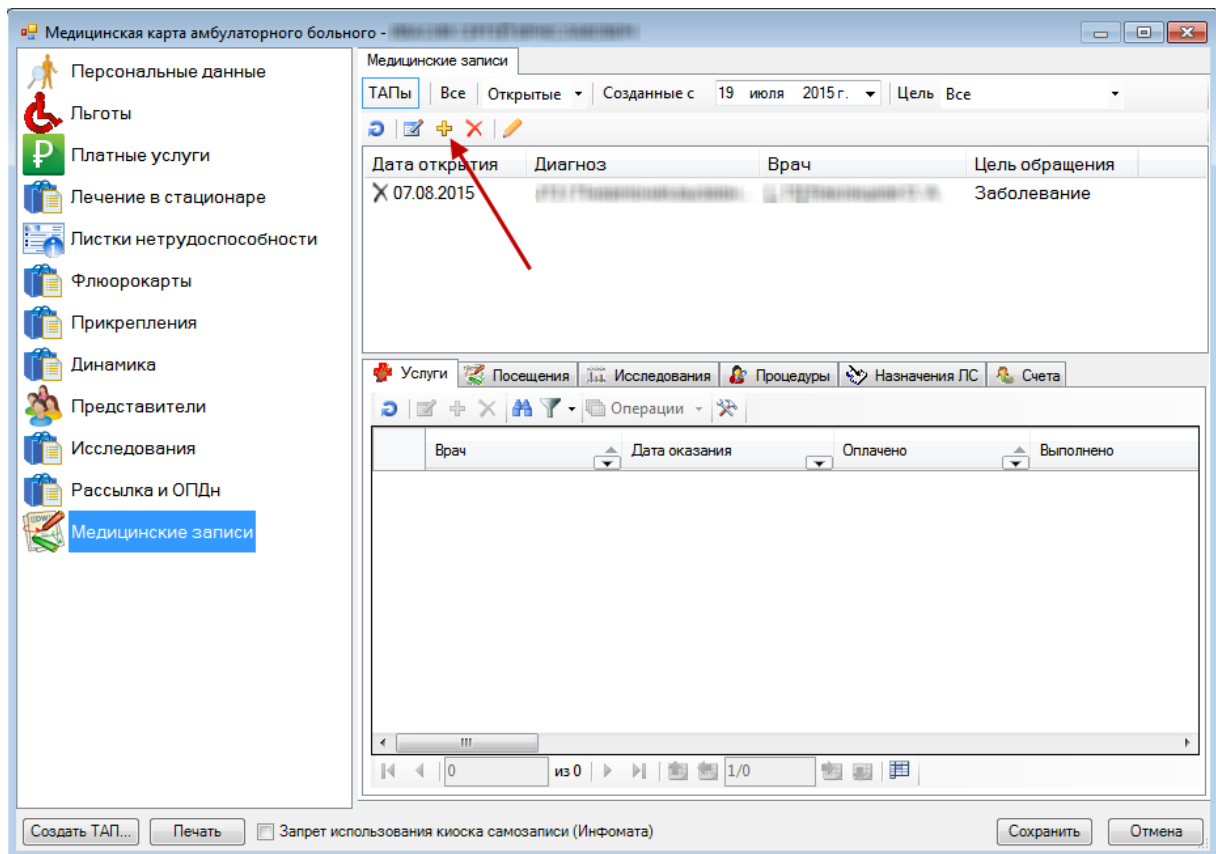 Медицинская карта амбулаторного больного -
Персональные данные
Льготы
Платные услуги
Лечение в стационаре
Листки нетрудоспособности
Флюорокарты
Прикрепления
Динамика
Представители
Исследования
Рассылка и ОПДн
Медицинские записи
Медицинские записи
ТАПы Все Открытые Созданные с 19 июля 2015 г. Цель Все
Дата открытия Диагноз Врач Цель обращения
07.08.2015 Заболевание
Услуги Посещения Исследования Процедуры Назначения ЛС Счета
Операции
Врач Дата оказания Оплачено Выполнено
0 из 0 1/0
Создать ТАП... Печать Запрет использования киоска самозаписи (Инфомата) Сохранить Отмена